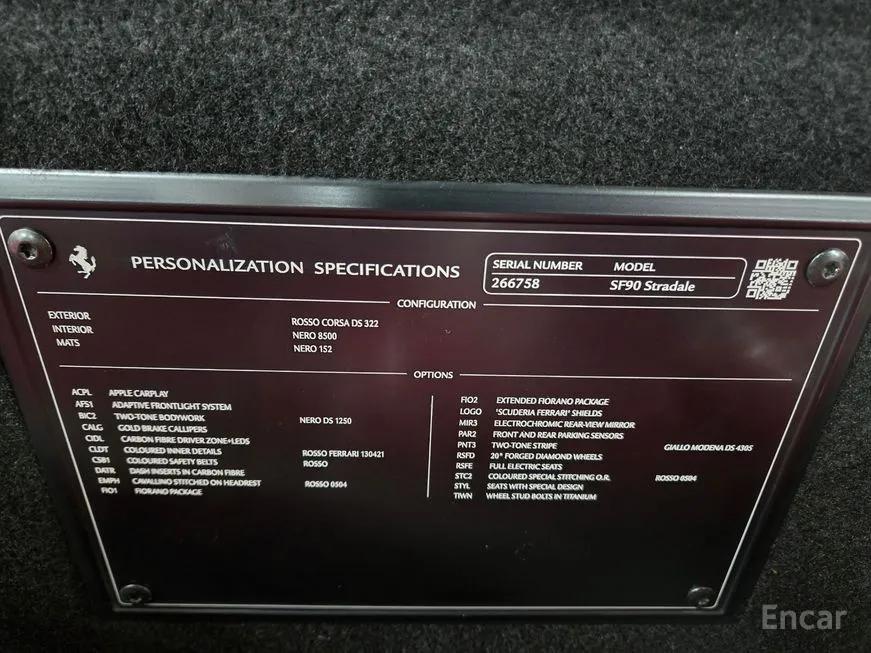 PERSONALIZATION SPECIFICATIONS
SERIAL NUMBER MODEL
266758 SF90 Stradale
CONFIGURATION
EXTERIOR ROSSO CORSA DS 322
INTERIOR NERO 8500
MATS NERO 152
OPTIONS
ACPL APPLE CARPLAY
AFS1 ADAPTIVE FRONTLIGHT SYSTEM
BIC2 TWO-TONE BODYWORK NERO DS 1250
CALG GOLD BRAKE CALLIPERS
CIDL CARBON FIBRE DRIVER ZONE+LEDS
CLDT COLOURED INNER DETAILS ROSSO FERRARI 130421
CSB1 COLOURED SAFETY BELTS ROSSO
DATR DASH INSERTS IN CARBON FIBRE
EMPH CAVALLINO STITCHED ON HEADREST ROSSO 0504
FIO1 FIORANO PACKAGE
FIO2 EXTENDED FIORANO PACKAGE
LOGO 'SCUDERIA FERRARI' SHIELDS
MIR3 ELECTROCHROMIC REAR-VIEW MIRROR
PAR2 FRONT AND REAR PARKING SENSORS
PNT3 TWO-TONE STRIPE GIALLO MODENA DS 4305
RSFD 20" FORGED DIAMOND WHEELS
RSFE FULL ELECTRIC SEATS
STC2 COLOURED SPECIAL STITCHING O.R. ROSSO 0504
STYL SEATS WITH SPECIAL DESIGN
TIWN WHEEL STUD BOLTS IN TITANIUM
Encar